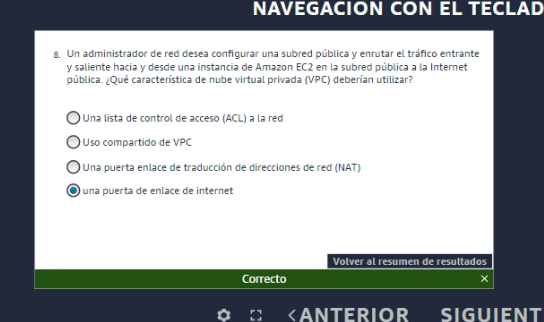 NAVEGACIÓN CON EL TECLAD
8. Un administrador de red desea configurar una subred pública y enrutar el tráfico entrante
y saliente hacia y desde una instancia de Amazon EC2 en la subred pública a la Internet
pública. ¿Qué característica de nube virtual privada (VPC) deberían utilizar?
Una lista de control de acceso (ACL) a la red
Uso compartido de VPC
Una puerta enlace de traducción de direcciones de red (NAT)
una puerta de enlace de internet
Volver al resumen de resultados
Correcto
<ANTERIOR SIGUIENT